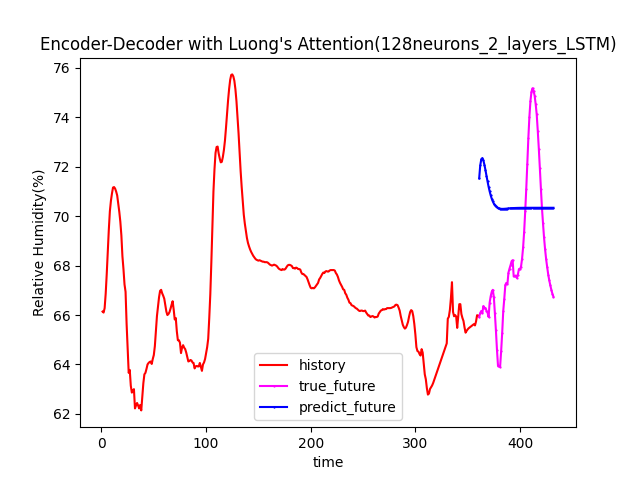 Encoder-Decoder with Luong's Attention(128neurons_2_layers_LSTM)
Relative Humidity(%)
76
74
72
70
68
66
64
62
0
100
200
300
400
time
history
true_future
predict_future